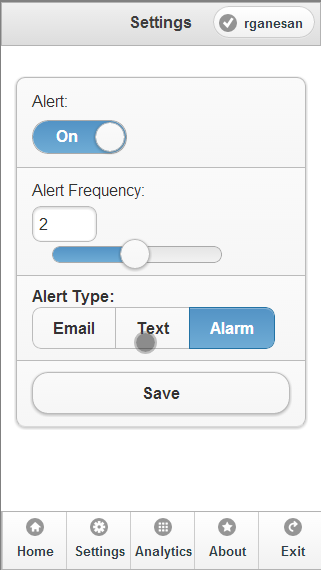 Settings
rganesan
Alert:
On
Alert Frequency:
2
Alert Type:
Email Text Alarm
Save
Home Settings Analytics About Exit